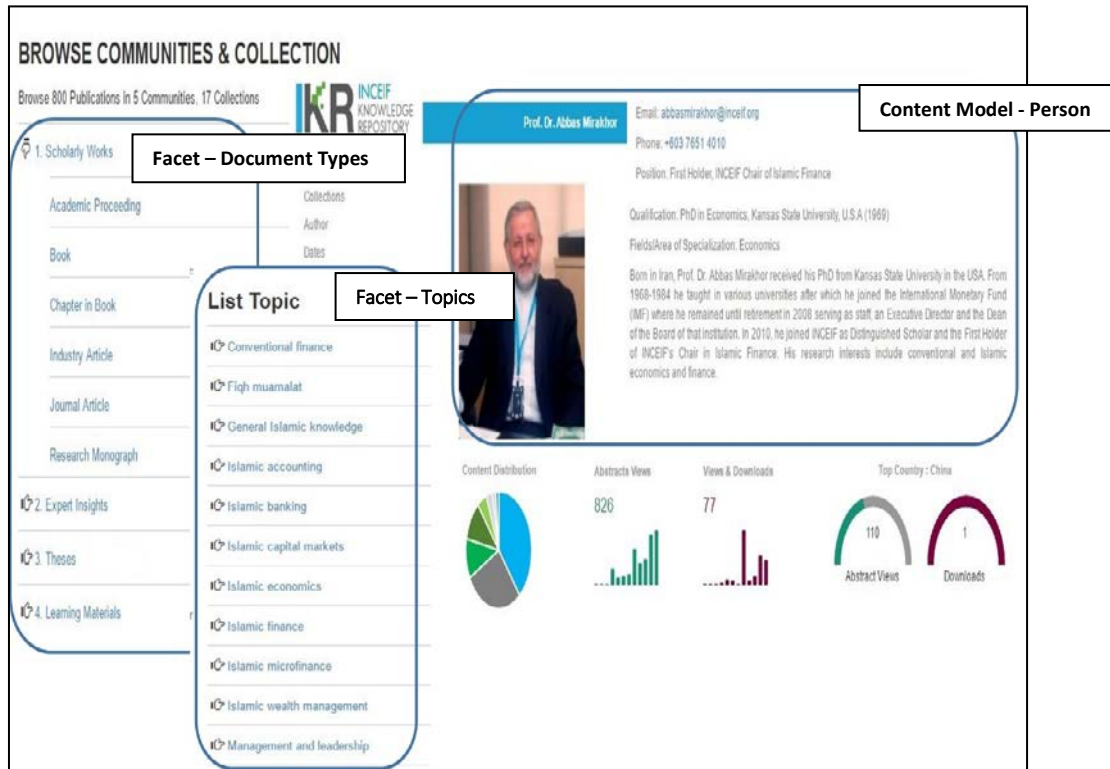 BROWSE COMMUNITIES & COLLECTION
Browse 800 Publications In 5 Communities, 17 Collections
INCEIF
KNOWLEDGE
REPOSITORY
IKR
1. Scholarly Works
Academic Proceeding
Book
Chapter in Book
Industry Article
Journal Article
Research Monograph
2. Expert Insights
3. Theses
4. Learning Materials
Facet – Document Types
Collections
Author
Dates
List Topic
Facet – Topics
Conventional finance
Fiqh muamalat
General Islamic knowledge
Islamic accounting
Islamic banking
Islamic capital markets
Islamic economics
Islamic finance
Islamic microfinance
Islamic wealth management
Management and leadership
Content Model - Person
Prof. Dr. Abbas Mirakhor
Email: abbasmirakhor@inceif.org
Phone: +603 7651 4010
Position: First Holder, INCEIF Chair of Islamic Finance
Qualification: PhD in Economics, Kansas State University, U.S.A (1969)
Fields/Area of Specialization: Economics
Born in Iran, Prof. Dr. Abbas Mirakhor received his PhD from Kansas State University in the USA. From
1968-1984 he taught in various universities after which he joined the International Monetary Fund
(IMF) where he remained until retirement in 2008 serving as staff, an Executive Director and the Dean
of the Board of that institution. In 2010, he joined INCEIF as Distinguished Scholar and the First Holder
of INCEIF's Chair in Islamic Finance. His research interests include conventional and Islamic
economics and finance.
Content Distribution
Abstracts Views
826
Views & Downloads
77
Top Country : China
110
Abstract Views
1
Downloads